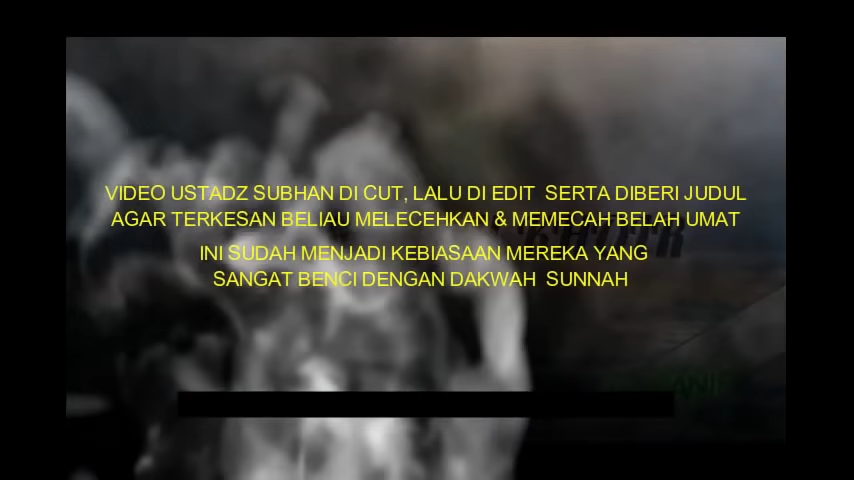 VIDEO USTADZ SUBHAN DI CUT, LALU DI EDIT SERTA DIBERI JUDUL
AGAR TERKESAN BELIAU MELECEHKAN & MEMECAH BELAH UMAT
INI SUDAH MENJADI KEBIASAAN MEREKA YANG
SANGAT BENCI DENGAN DAKWAH SUNNAH